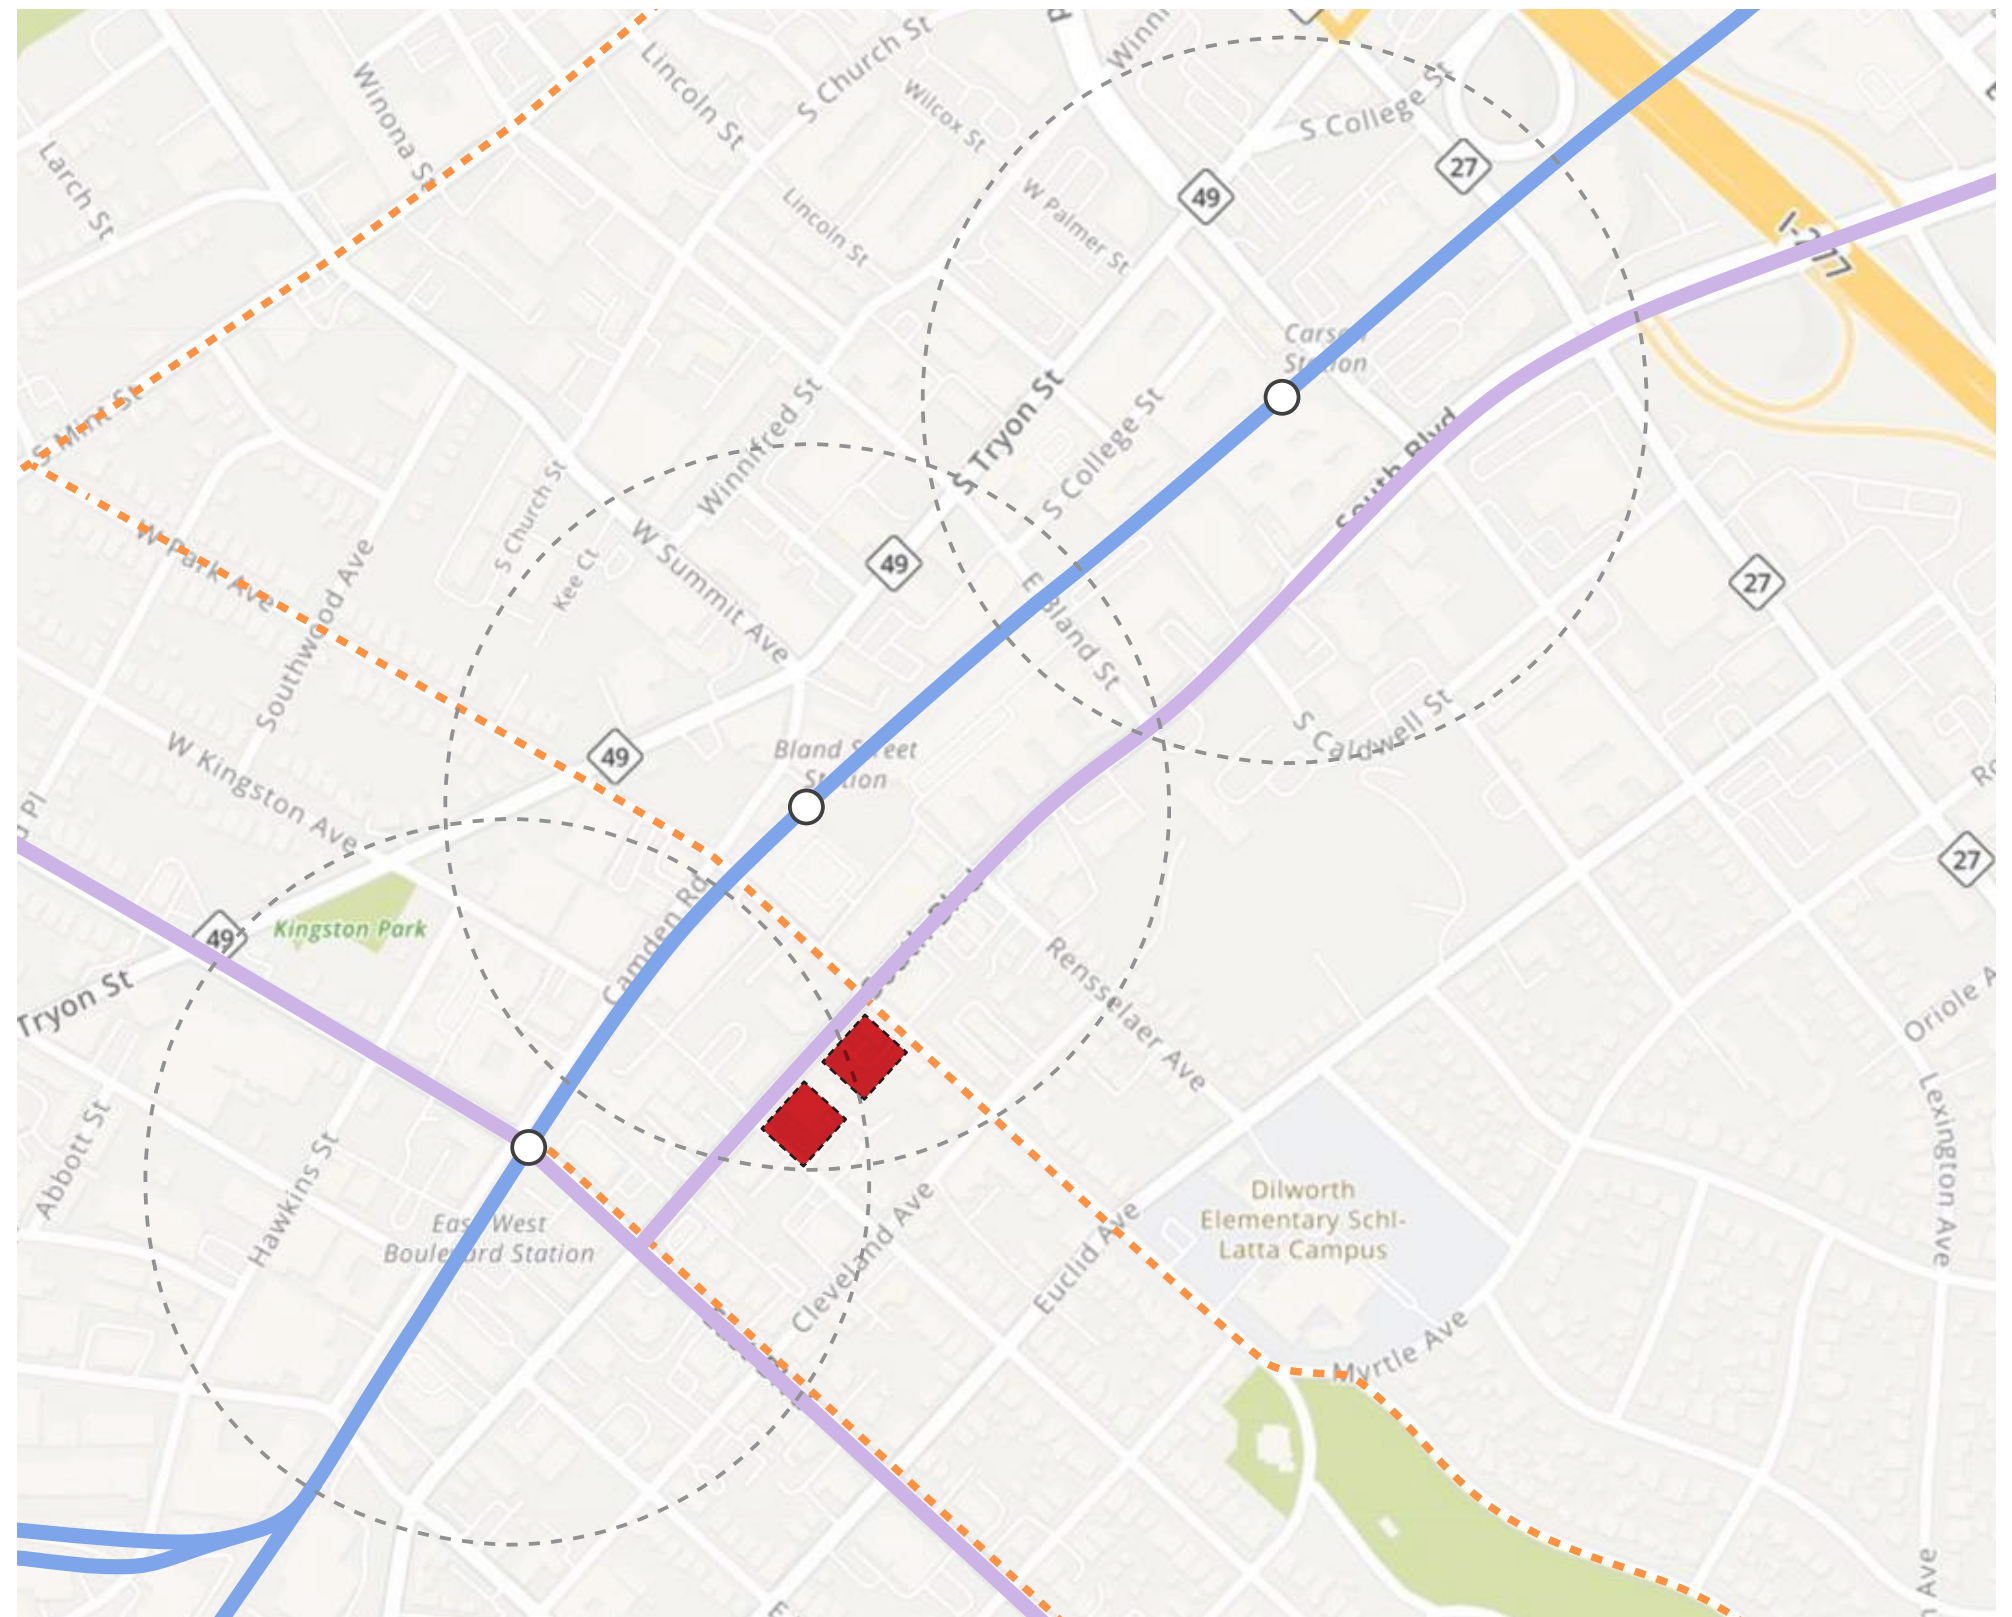 Winona St
Lincoln St
S Church St
Wilcox St
S College St
27
Larch St
49
Lincoln St
W Palmer St
I-277
Carson
Station
S Mint St
Winnifred St
S Tryon St
S College St
South Blvd
S Church St
Kee Ct
W Park Ave
Southwood Ave
W Summit Ave
49
E Bland St
27
S Caldwell St
W Kingston Ave
49
Bland Street
Station
27
Camden Rd
49
Kingston Park
South Blvd
Rensselaer Ave
Tryon St
Oriole A
Abbott St
Hawkins St
East/West
Boulevard Station
Cleveland Ave
Euclid Ave
Dilworth
Elementary Schl-
Latta Campus
Lexington Ave
Myrtle Ave